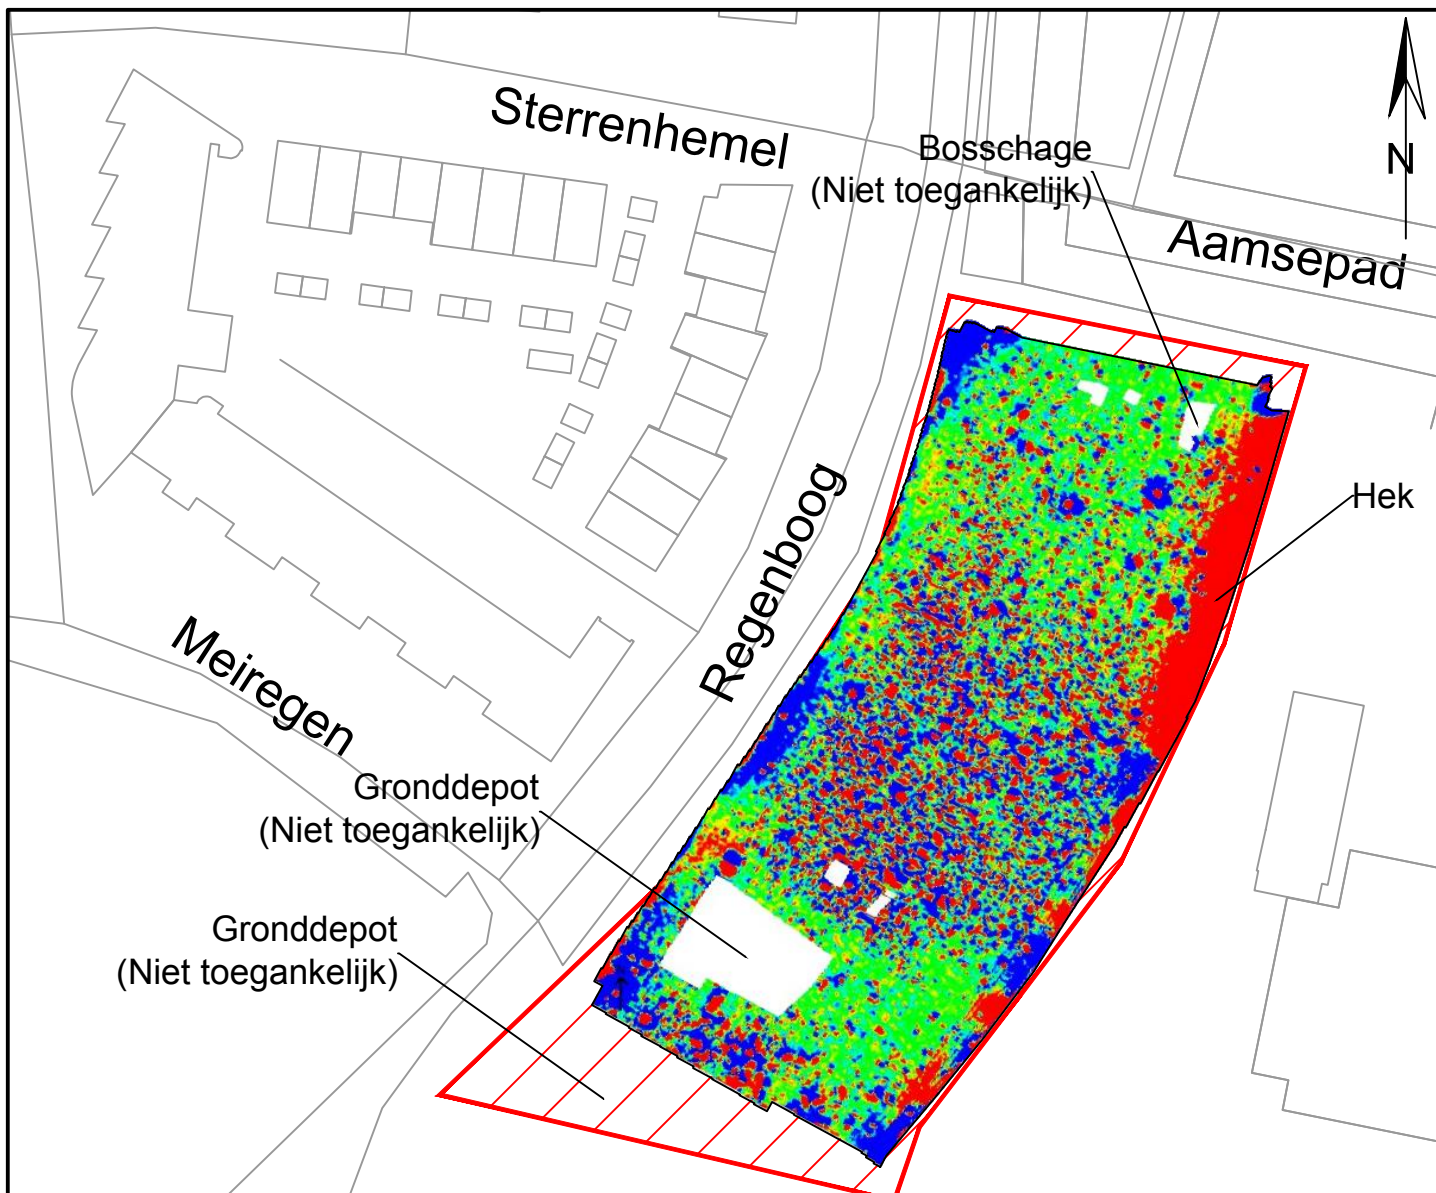 Sterrenhemel
Bosschage
(Niet toegankelijk)
N
Aamsepad
Hek
Regenboog
Meiregen
Gronddepot
(Niet toegankelijk)
Gronddepot
(Niet toegankelijk)